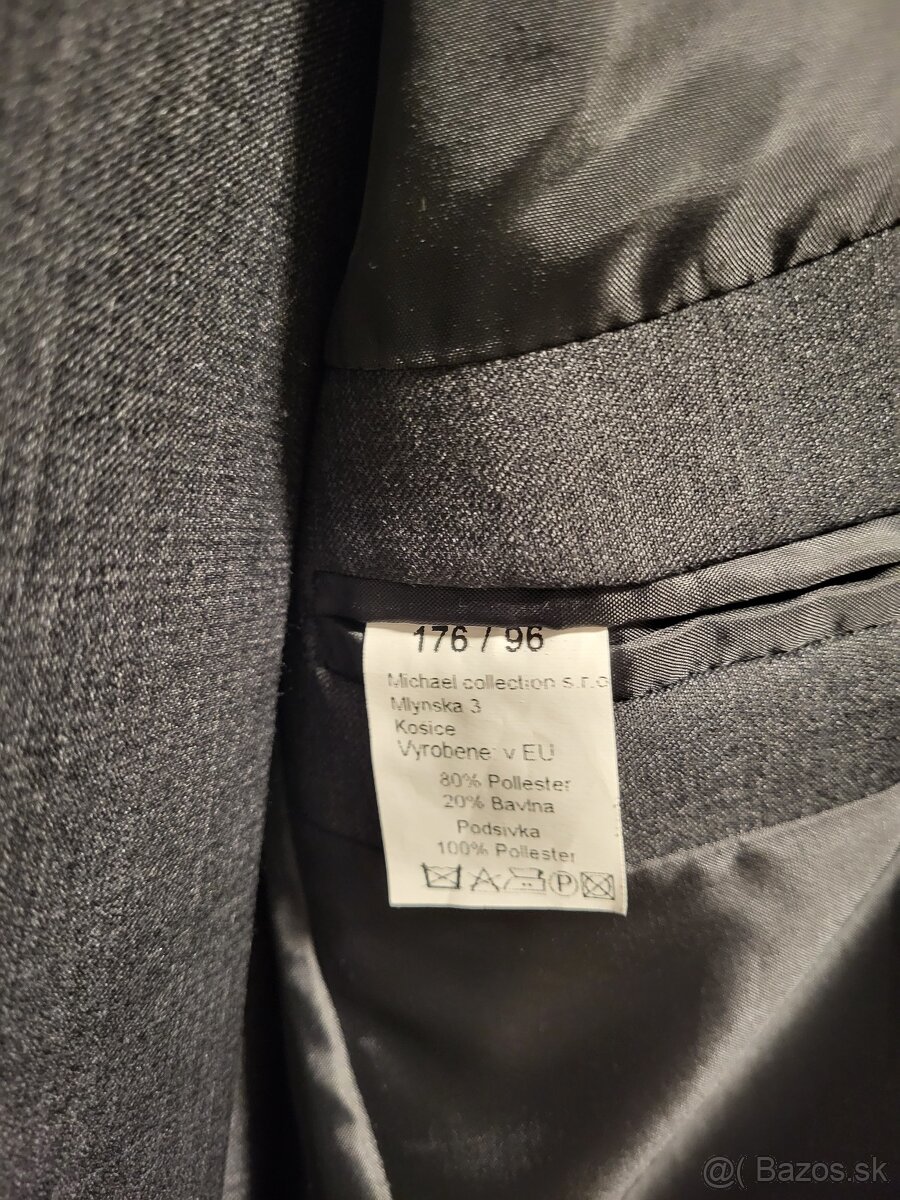 176 / 96
Michael collection s.r.o
Mlynska 3
Kosice
Vyrobene v EU
80% Pollester
20% Bavlna
Podsivka
100% Pollester
P
@( Bazos.sk